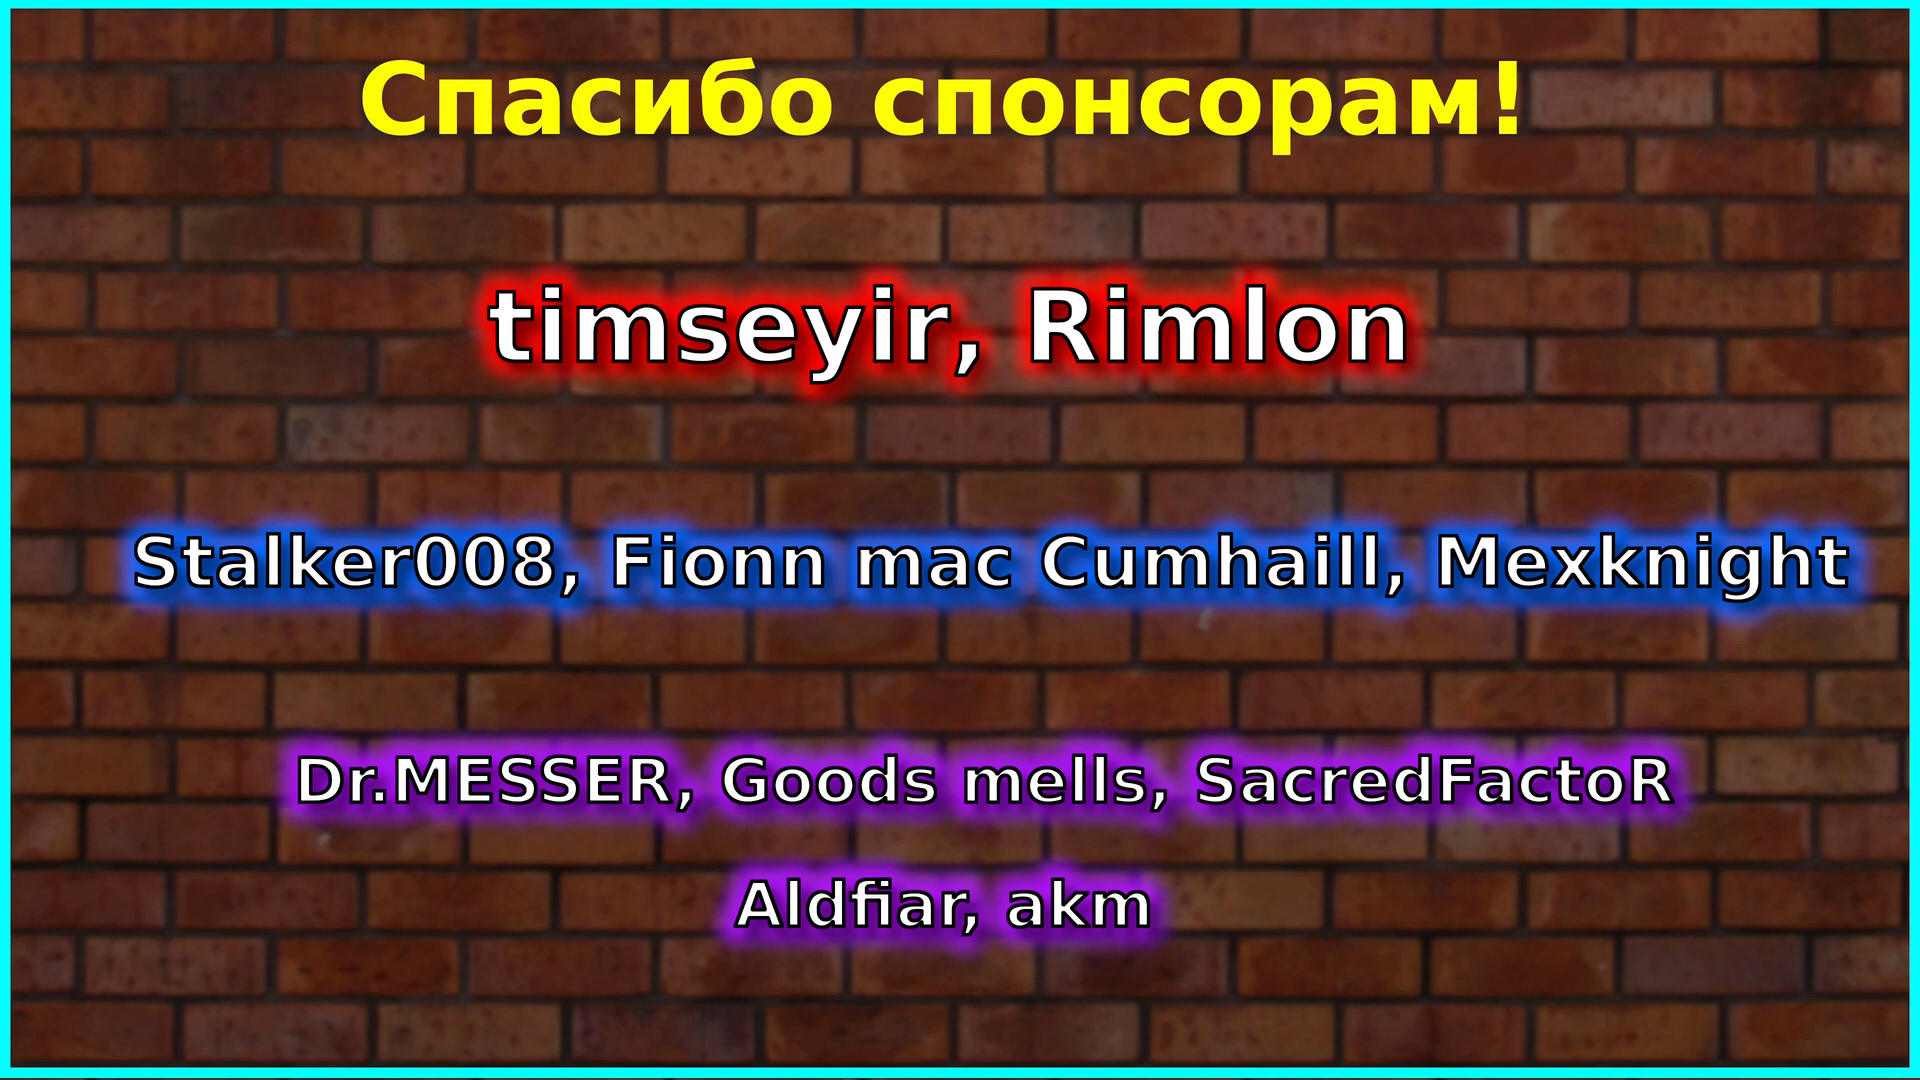 Спасибо спонсорам!
timseyir, Rimlon
Stalker008, Fionn mac Cumhaill, Mexknight
Dr.MESSER, Goods mells, SacredFactoR
Aldfiar, akm